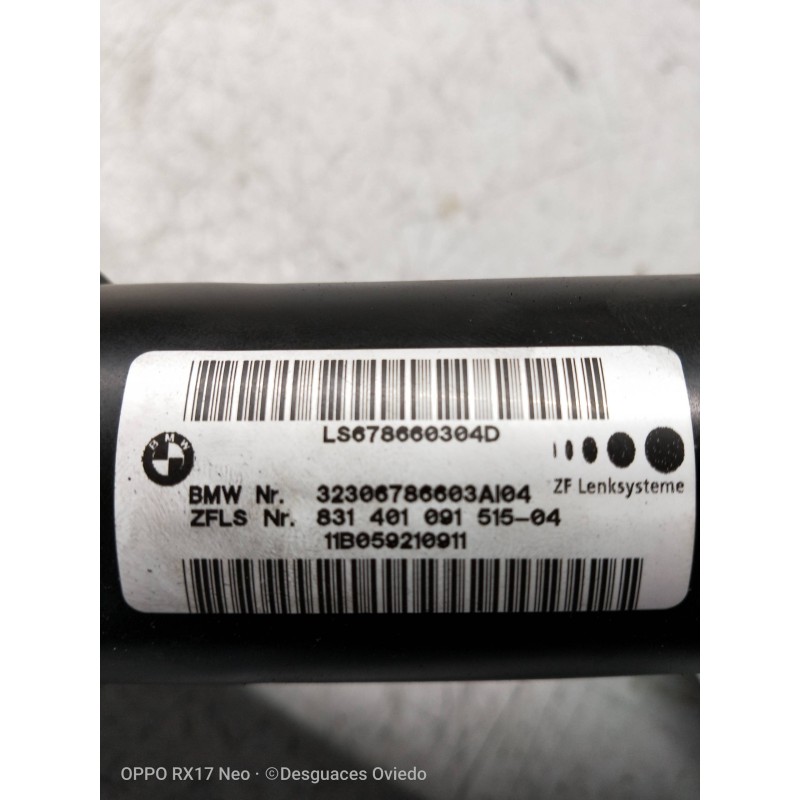 LS678660304D
BMW
BMW Nr. 32306786603AI04
ZF Lenksysteme
ZFLS Nr. 831 401 091 515-04
11B059210911
OPPO RX17 Neo · ©Desguaces Oviedo